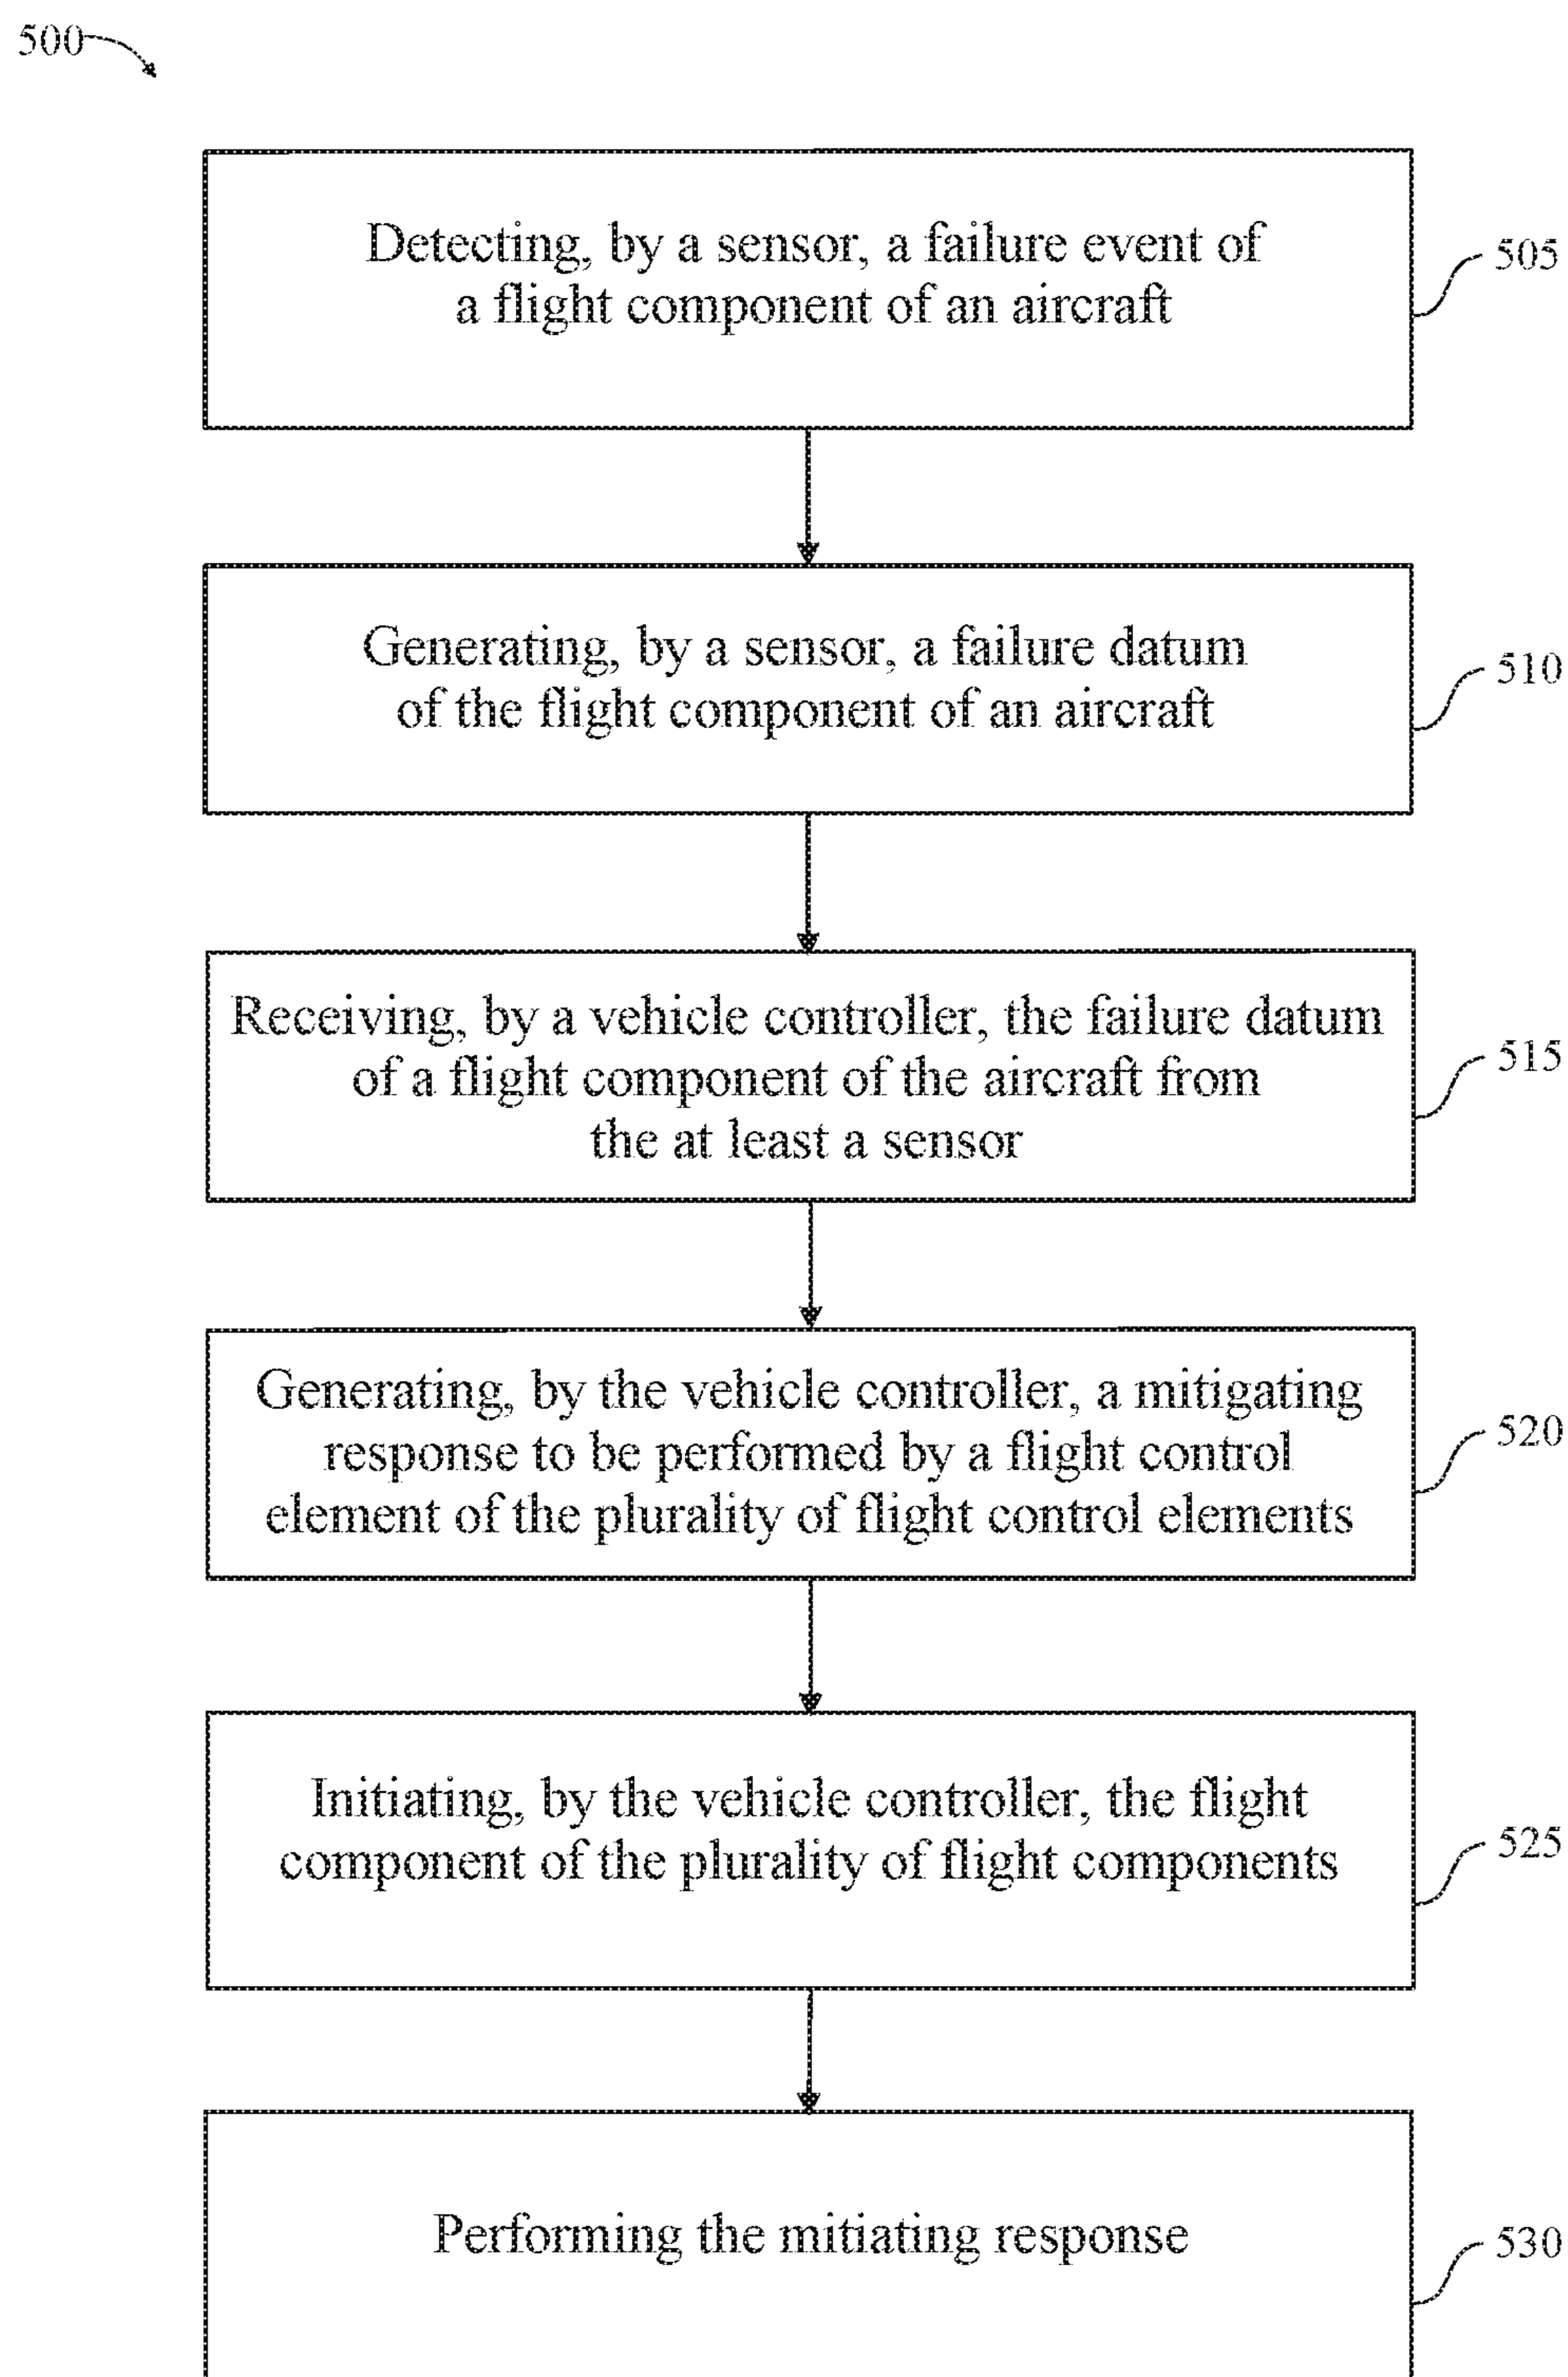 500
Detecting, by a sensor, a failure event of
a flight component of an aircraft
505
Generating, by a sensor, a failure datum
of the flight component of an aircraft
510
Receiving, by a vehicle controller, the failure datum
of a flight component of the aircraft from
the at least a sensor
515
Generating, by the vehicle controller, a mitigating
response to be performed by a flight control
element of the plurality of flight control elements
520
Initiating, by the vehicle controller, the flight
component of the plurality of flight components
525
Performing the mitiating response
530